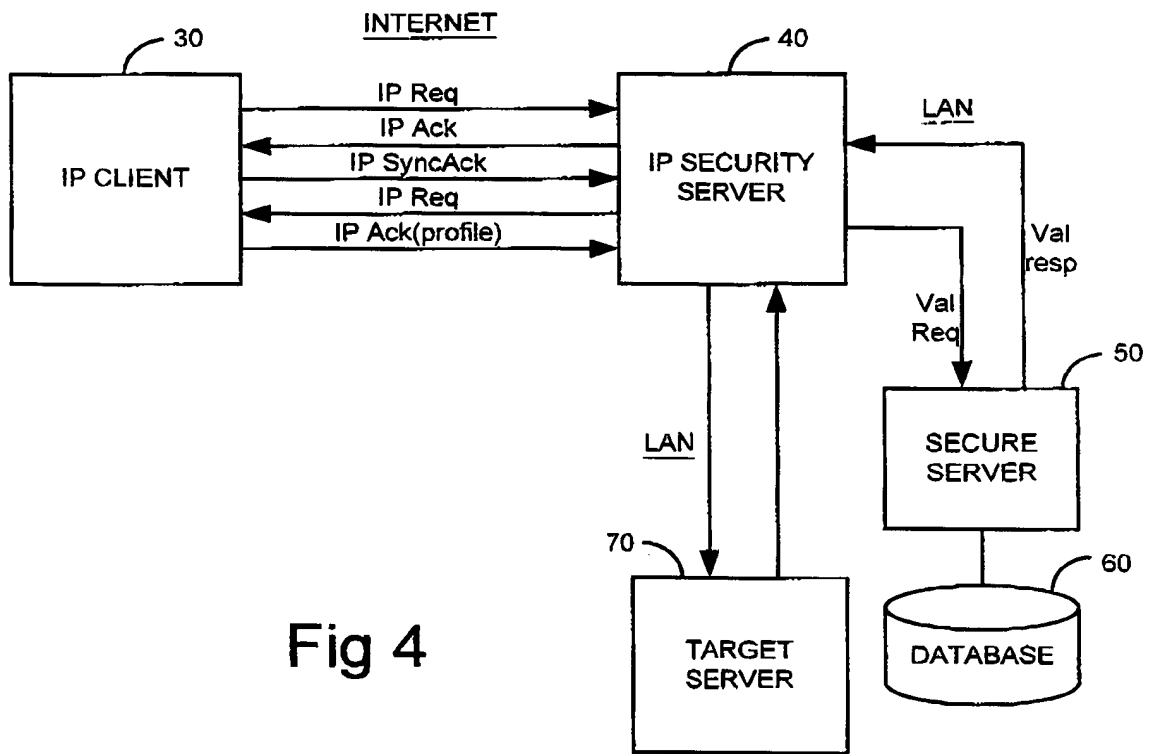 INTERNET
30
40
IP Req
IP Ack
IP SyncAck
IP Req
IP Ack(profile)
IP CLIENT
IP SECURITY
SERVER
LAN
Val
resp
Val
Req
50
SECURE
SERVER
LAN
70
60
TARGET
SERVER
DATABASE
Fig 4